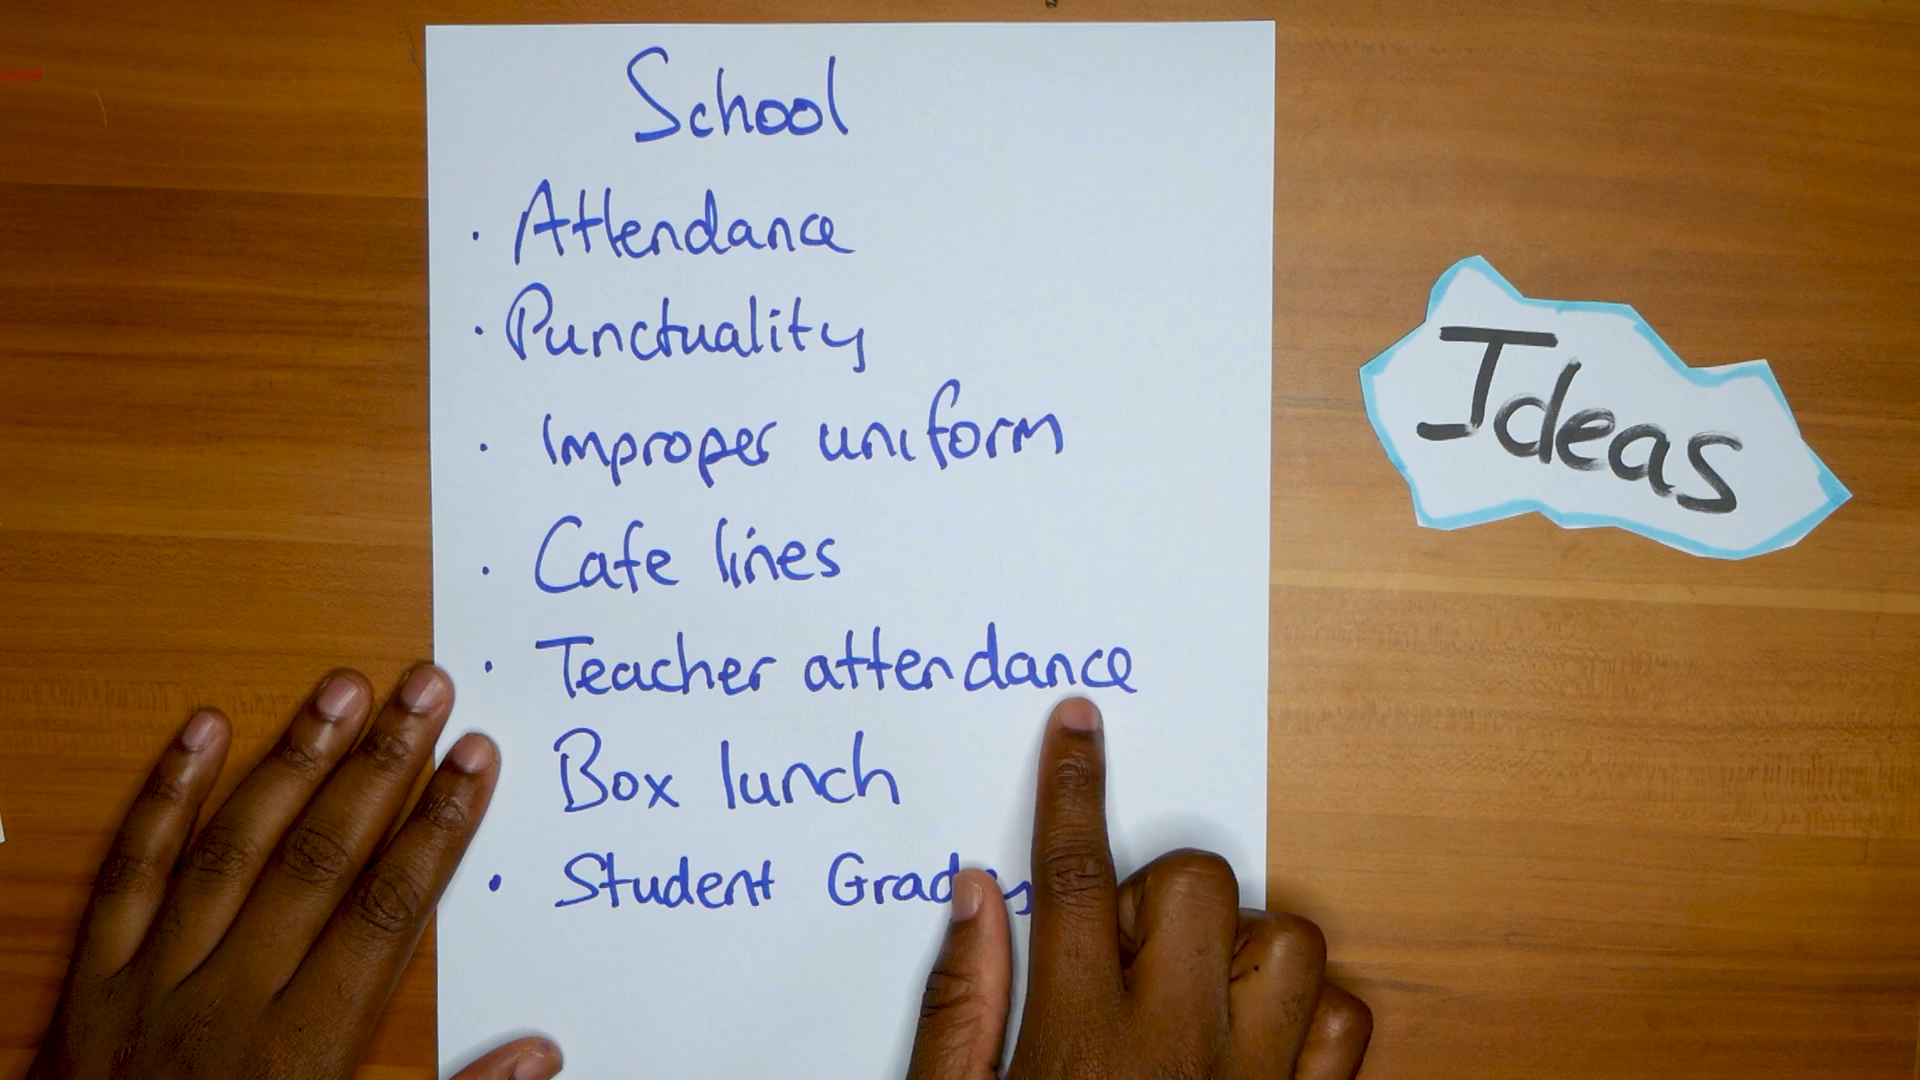 School
· Attendance
· Punctuality
· Improper uniform
· Cafe lines
· Teacher attendance
Box lunch
· Student
Ideas